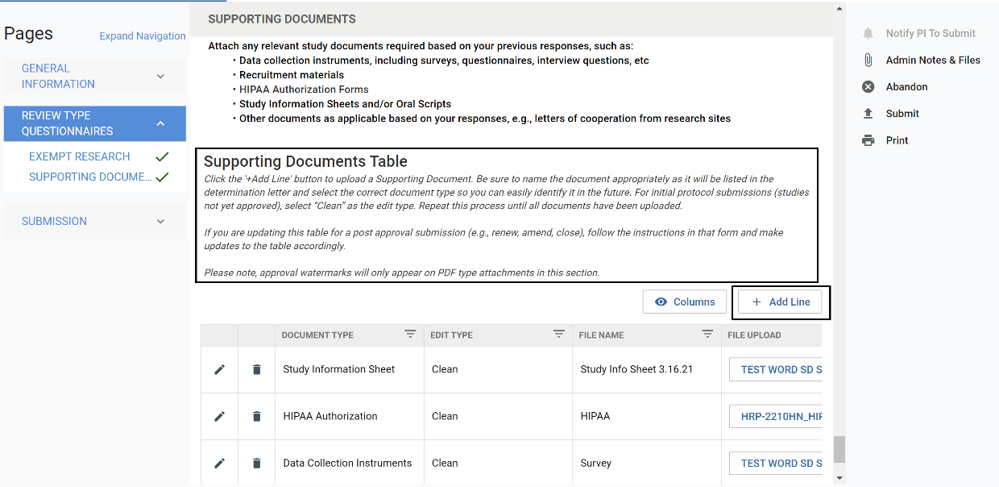 Pages
Expand Navigation
GENERAL
INFORMATION
REVIEW TYPE
QUESTIONNAIRES
EXEMPT RESEARCH
SUPPORTING DOCUME...
SUBMISSION
SUPPORTING DOCUMENTS
Attach any relevant study documents required based on your previous responses, such as:
• Data collection instruments, including surveys, questionnaires, interview questions, etc
• Recruitment materials
• HIPAA Authorization Forms
• Study Information Sheets and/or Oral Scripts
• Other documents as applicable based on your responses, e.g., letters of cooperation from research sites
Supporting Documents Table
Click the '+Add Line' button to upload a Supporting Document. Be sure to name the document appropriately as it will be listed in the
determination letter and select the correct document type so you can easily identify it in the future. For initial protocol submissions (studies
not yet approved), select “Clean” as the edit type. Repeat this process until all documents have been uploaded.
If you are updating this table for a post approval submission (e.g., renew, amend, close), follow the instructions in that form and make
updates to the table accordingly.
Please note, approval watermarks will only appear on PDF type attachments in this section.
Columns
+ Add Line
DOCUMENT TYPE EDIT TYPE FILE NAME FILE UPLOAD
Study Information Sheet Clean Study Info Sheet 3.16.21 TEST WORD SD S
HIPAA Authorization Clean HIPAA HRP-2210HN_HIP
Data Collection Instruments Clean Survey TEST WORD SD S
Notify PI To Submit
Admin Notes & Files
Abandon
Submit
Print